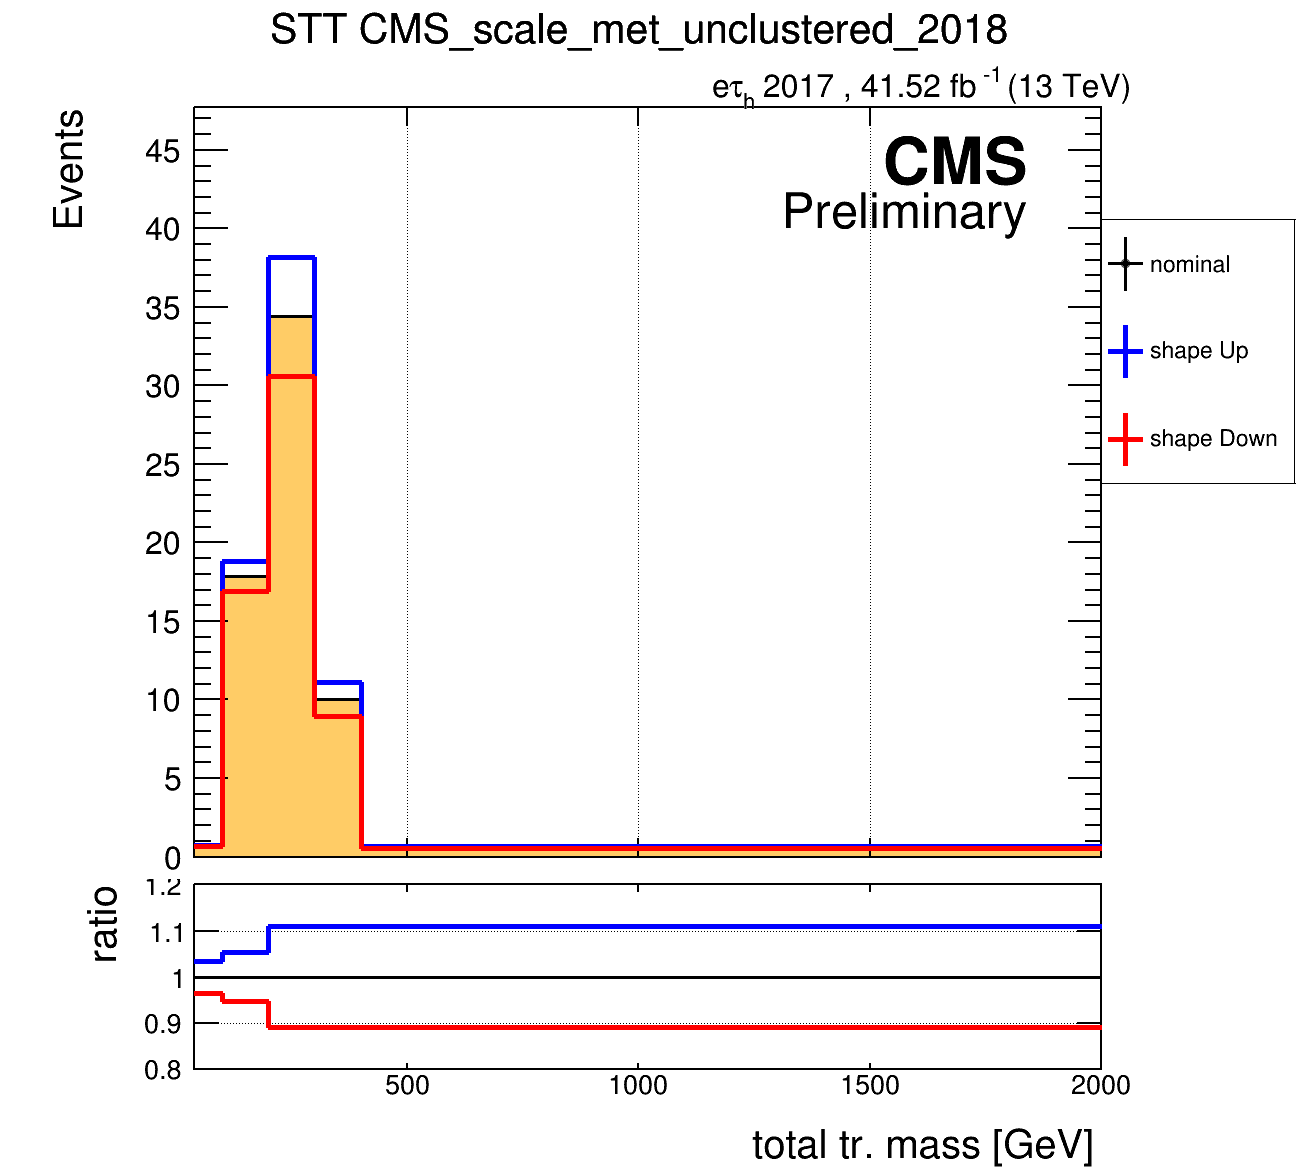 STT CMS_scale_met_unclustered_2018
eτh 2017 , 41.52 fb-1 (13 TeV)
Events
CMS
Preliminary
45
40
35
30
25
20
15
10
5
0
nominal
shape Up
shape Down
ratio
1.2
1.1
1
0.9
0.8
500 1000 1500 2000
total tr. mass [GeV]